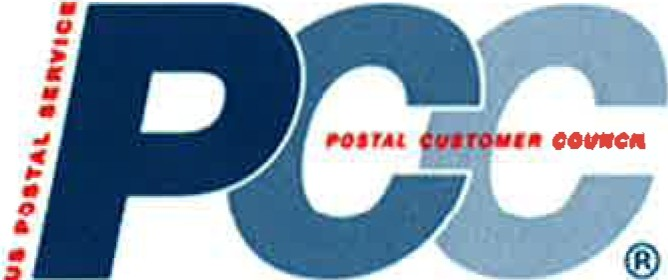 US POSTAL SERVICE
PCC
POSTAL CUSTOMER COUNCIL
®